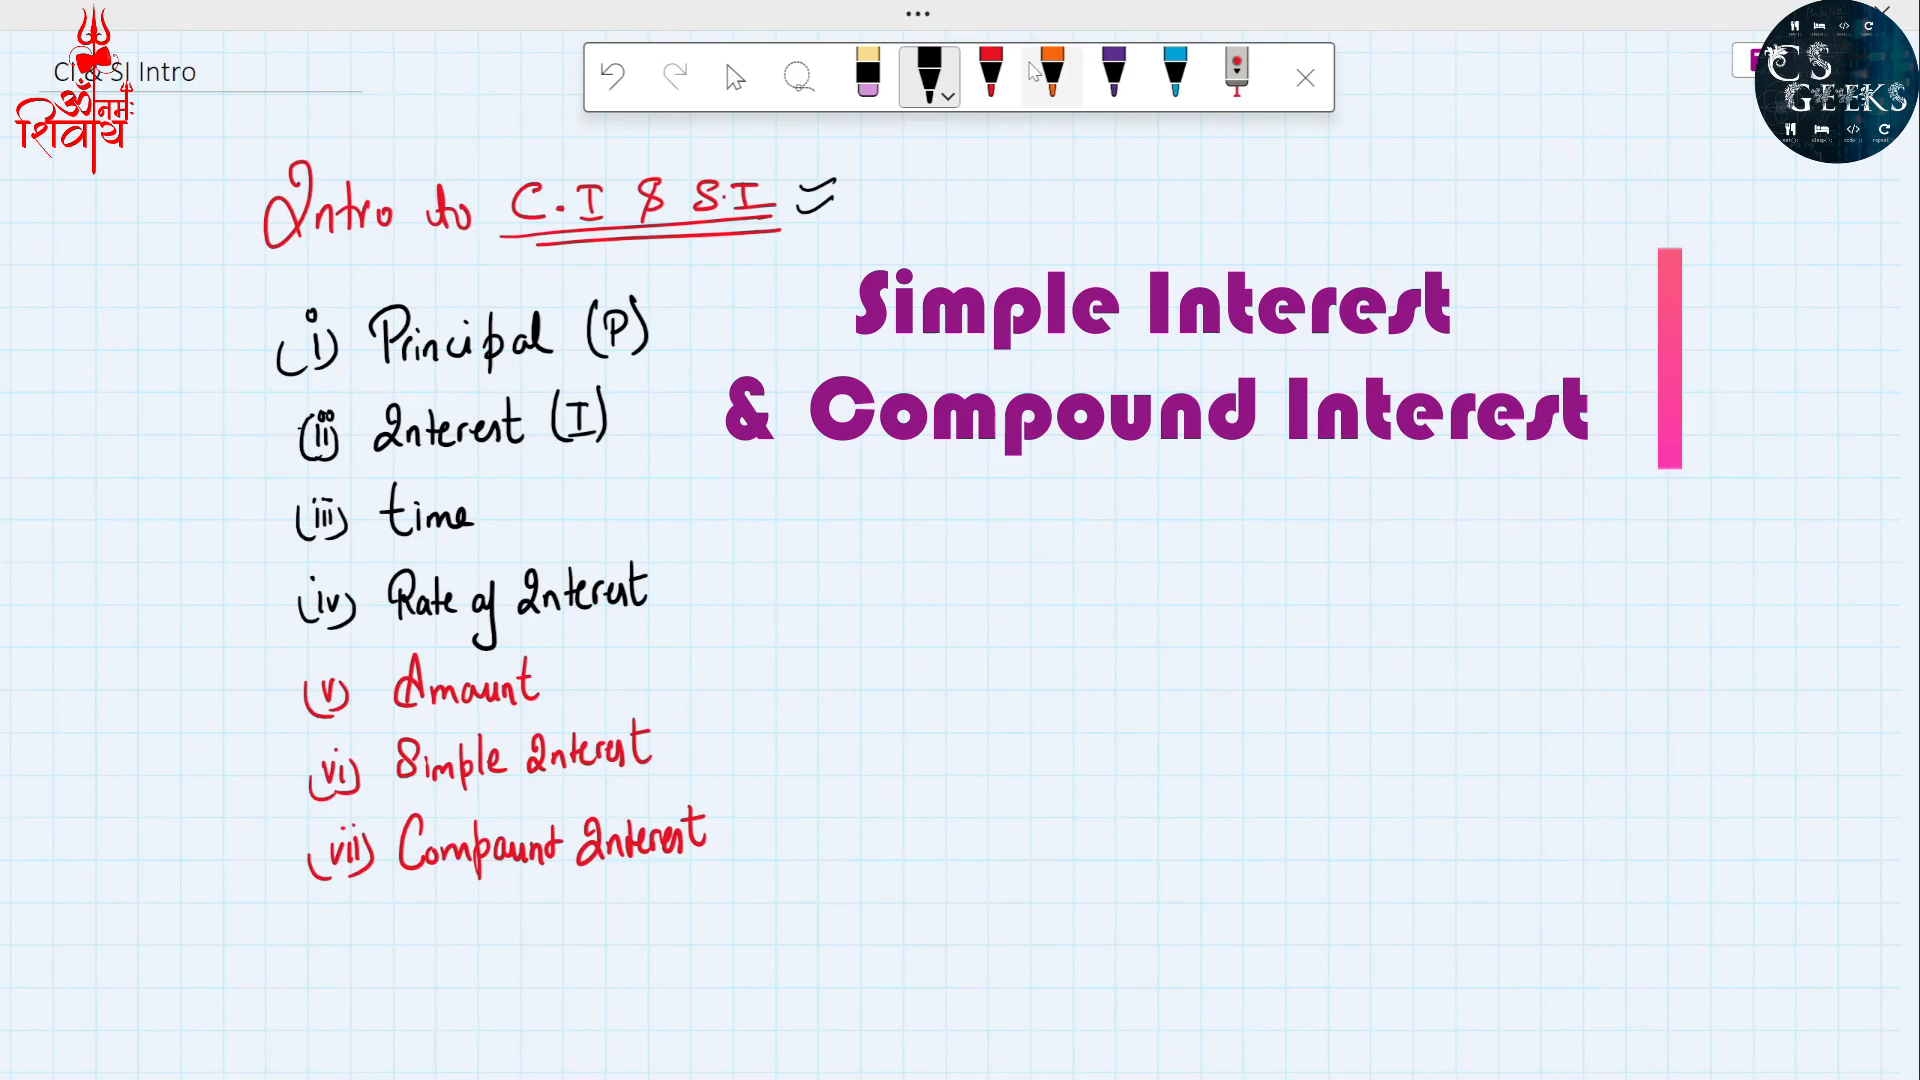 CI & SI Intro
ॐ नमः
शिवाय
CS
GEEKS
Intro to C.I & S.I
Simple Interest
& Compound Interest
(i) Principal (P)
(ii) Interest (I)
(iii) time
(iv) Rate of Interest
(v) Amount
(vi) Simple Interest
(vii) Compaunt Interest